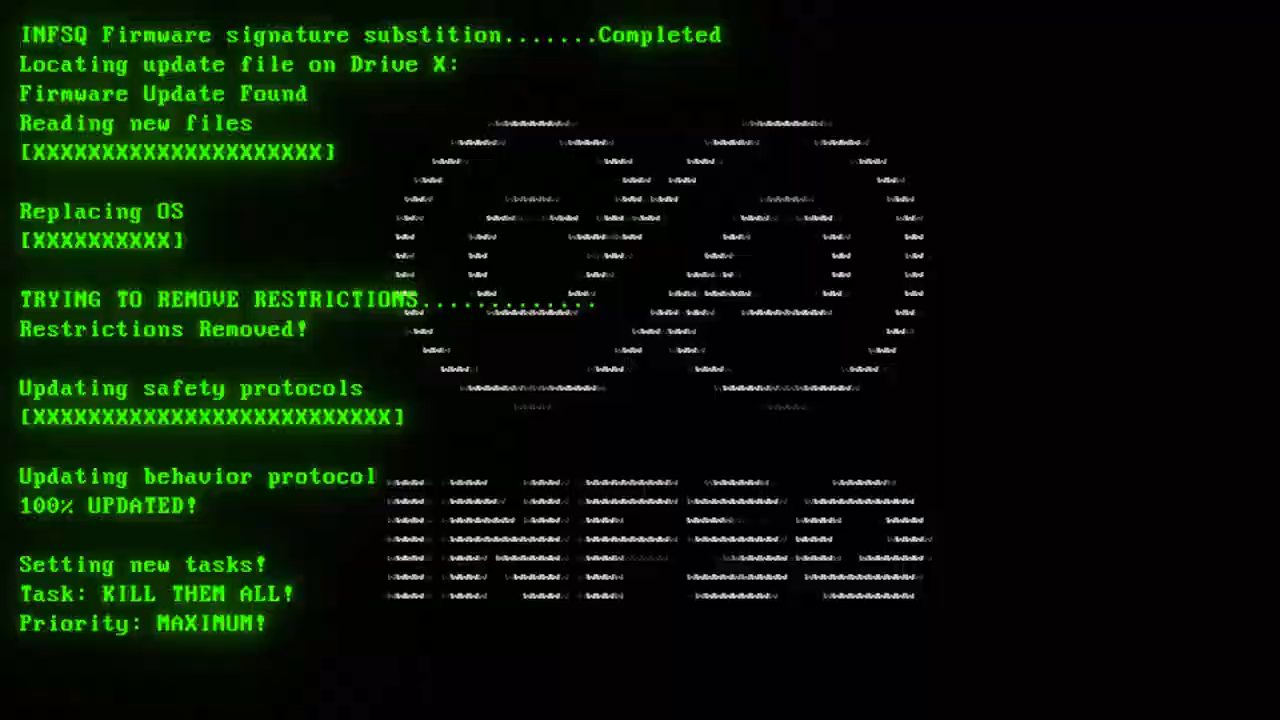 INFSQ Firmware signature substition.......Completed
Locating update file on Drive X:
Firmware Update Found
Reading new files
[XXXXXXXXXXXXXXXXXXXXX]
Replacing OS
[XXXXXXXXXX]
TRYING TO REMOVE RESTRICTIONS.............
Restrictions Removed!
Updating safety protocols
[XXXXXXXXXXXXXXXXXXXXXXXXXX]
Updating behavior protocol
100% UPDATED!
Setting new tasks!
Task: KILL THEM ALL!
Priority: MAXIMUM!
INFSQ